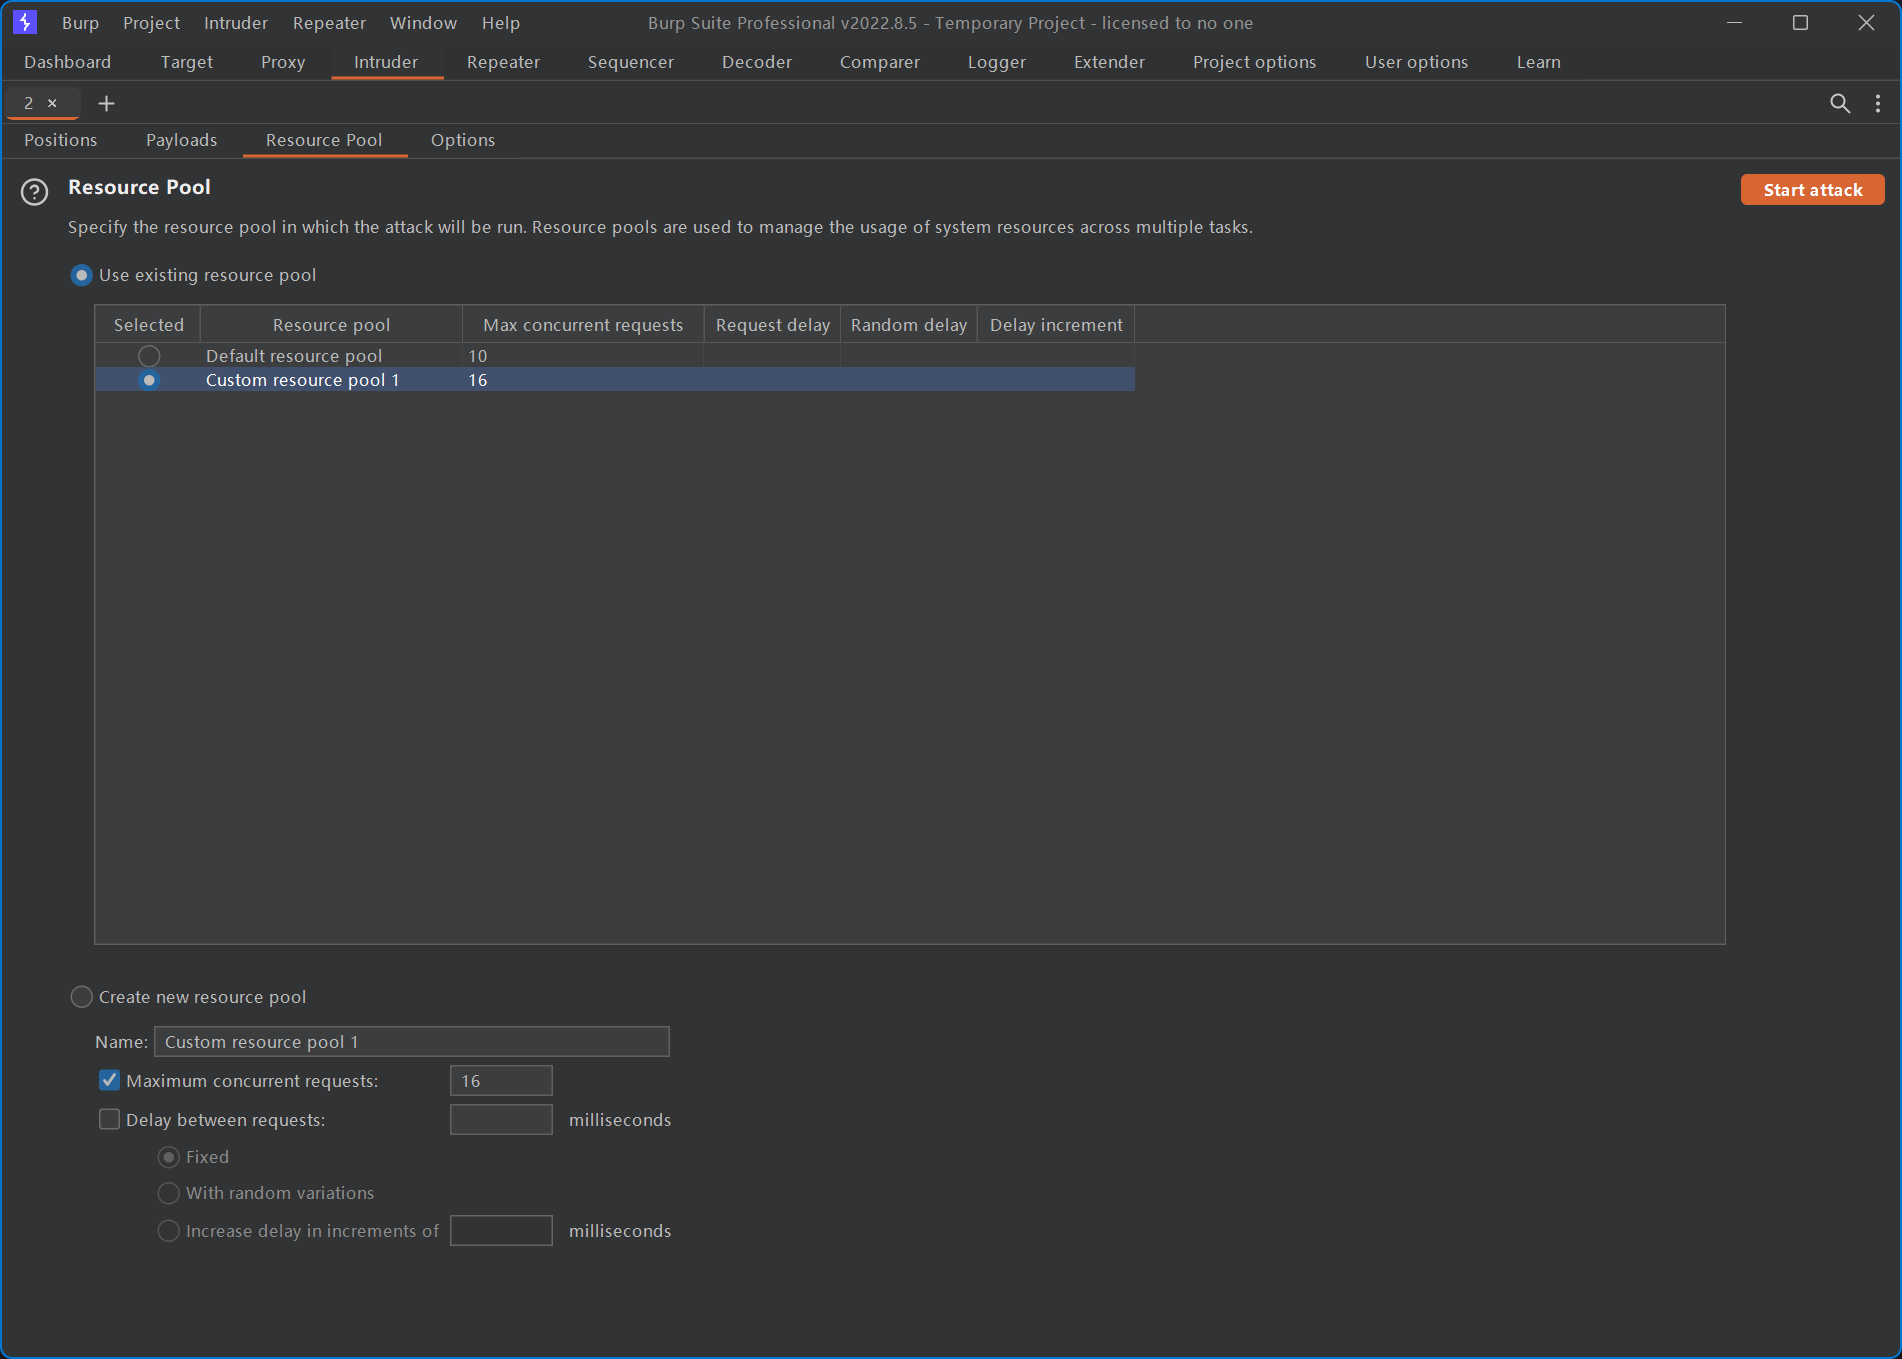 Burp Project Intruder Repeater Window Help Burp Suite Professional v2022.8.5 - Temporary Project - licensed to no one
Dashboard Target Proxy Intruder Repeater Sequencer Decoder Comparer Logger Extender Project options User options Learn
2 × +
Positions Payloads Resource Pool Options
? Resource Pool Start attack
Specify the resource pool in which the attack will be run. Resource pools are used to manage the usage of system resources across multiple tasks.
Use existing resource pool
Selected Resource pool Max concurrent requests Request delay Random delay Delay increment
Default resource pool 10
Custom resource pool 1 16
Create new resource pool
Name: Custom resource pool 1
Maximum concurrent requests: 16
Delay between requests: milliseconds
Fixed
With random variations
Increase delay in increments of milliseconds